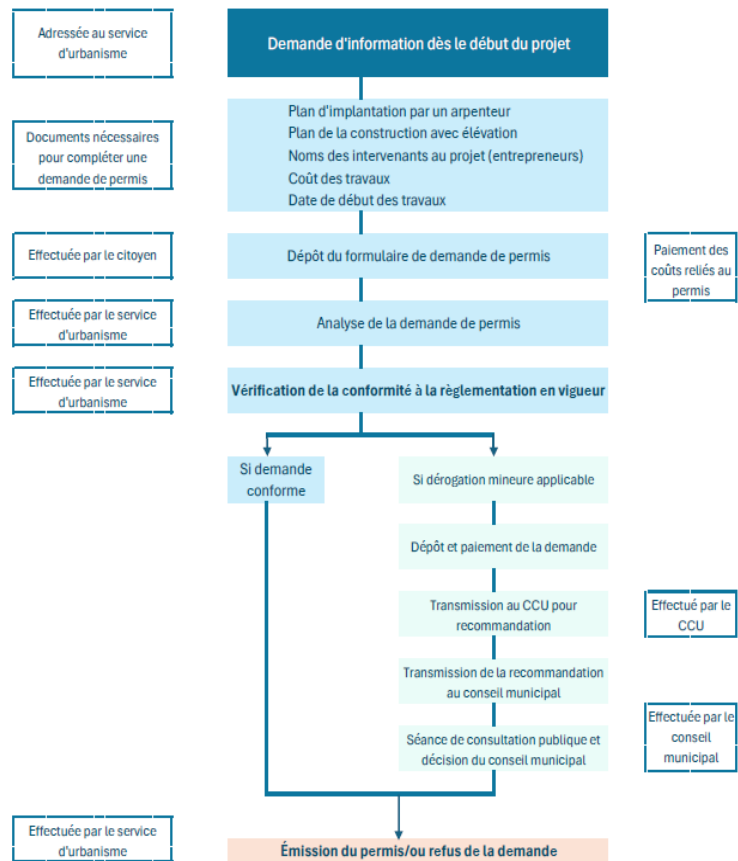 Adressée au service
d'urbanisme
Demande d'information dès le début du projet
Documents nécessaires
pour compléter une
demande de permis
Plan d'implantation par un arpenteur
Plan de la construction avec élévation
Noms des intervenants au projet (entrepreneurs)
Coût des travaux
Date de début des travaux
Effectuée par le citoyen
Dépôt du formulaire de demande de permis
Paiement des
coûts reliés au
permis
Effectuée par le service
d'urbanisme
Analyse de la demande de permis
Effectuée par le service
d'urbanisme
Vérification de la conformité à la règlementation en vigueur
Si demande
conforme
Si dérogation mineure applicable
Dépôt et paiement de la demande
Transmission au CCU pour
recommandation
Effectué par le
CCU
Transmission de la recommandation
au conseil municipal
Séance de consultation publique et
décision du conseil municipal
Effectuée par le
conseil
municipal
Effectuée par le service
d'urbanisme
Émission du permis/ou refus de la demande